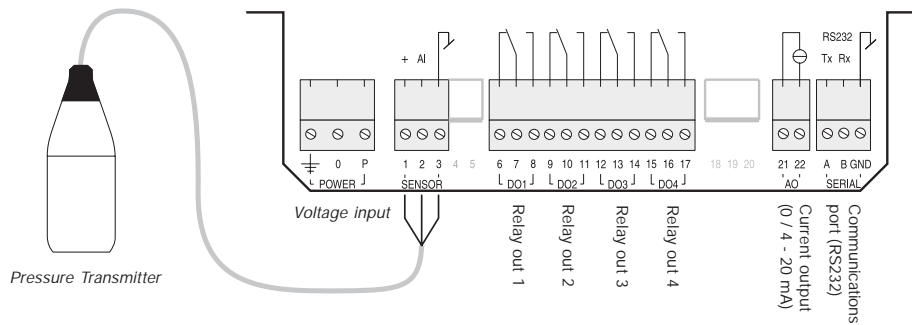 RS232
+ AI
Tx Rx
0 P
1 2 3 4 5 6 7 8 9 10 11 12 13 14 15 16 17 18 19 20 21 22 A B GND
POWER SENSOR DO1 DO2 DO3 DO4 AO SERIAL
Voltage input
Relay out 1
Relay out 2
Relay out 3
Relay out 4
Current output
(0 / 4 - 20 mA)
Communications
port (RS232)
Pressure Transmitter